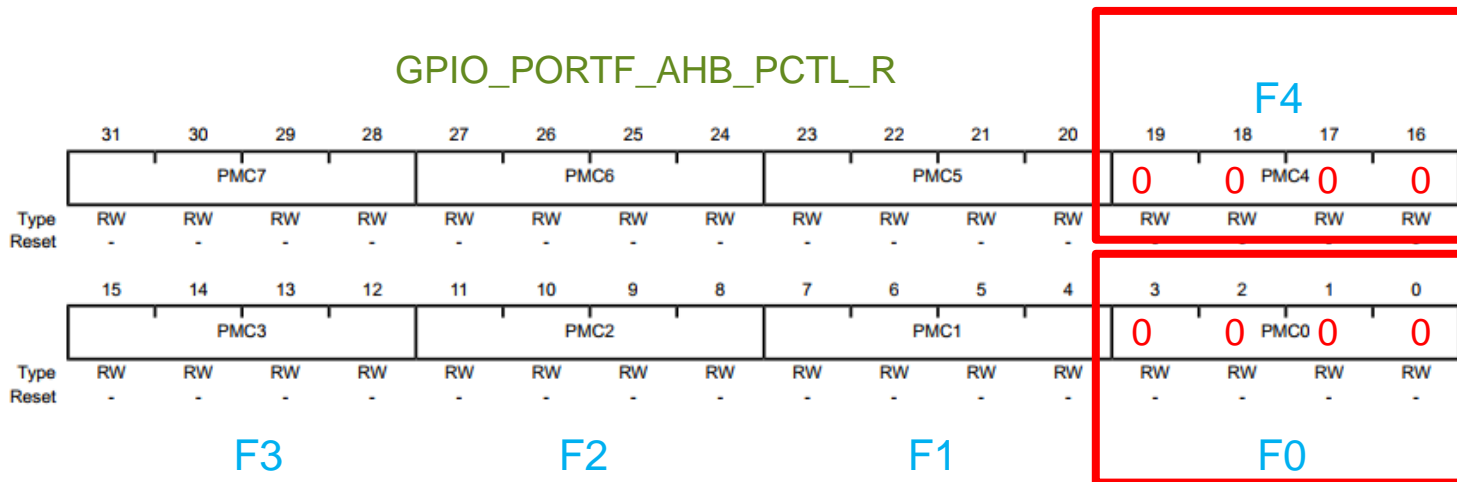 GPIO_PORTF_AHB_PCTL_R
F4
31 30 29 28 27 26 25 24 23 22 21 20 19 18 17 16
PMC7 PMC6 PMC5 0 0 PMC4 0 0
Type RW RW RW RW RW RW RW RW RW RW RW RW RW RW RW RW
Reset - - - - - - - - - - - - - - - -
15 14 13 12 11 10 9 8 7 6 5 4 3 2 1 0
PMC3 PMC2 PMC1 0 0 PMC0 0 0
Type RW RW RW RW RW RW RW RW RW RW RW RW RW RW RW RW
Reset - - - - - - - - - - - - - - - -
F3 F2 F1 F0